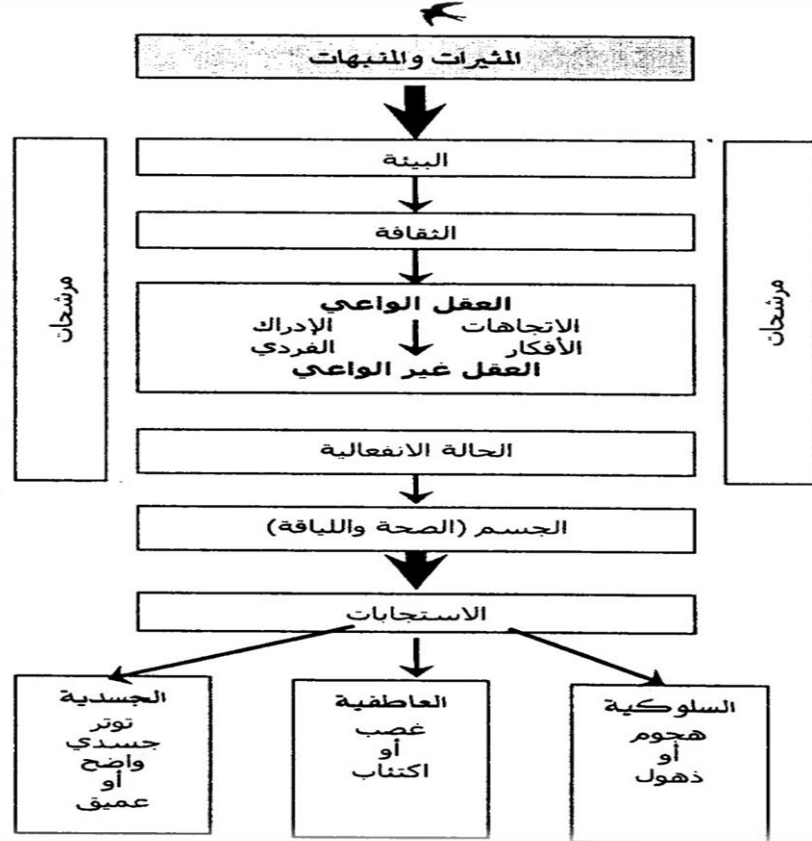 المثيرات والمنبهات
البيئة
الثقافة
مرشحات
مرشحات
العقل الواعي
الاتجاهات الإدراك
الأفكار الفردي
العقل غير الواعي
الحالة الانفعالية
الجسم (الصحة واللياقة)
الاستجابات
السلوكية
هجوم
أو
ذهول
العاطفية
غصب
أو
اكتئاب
الجسدية
توتر
جسدي
واضح
أو
عميق